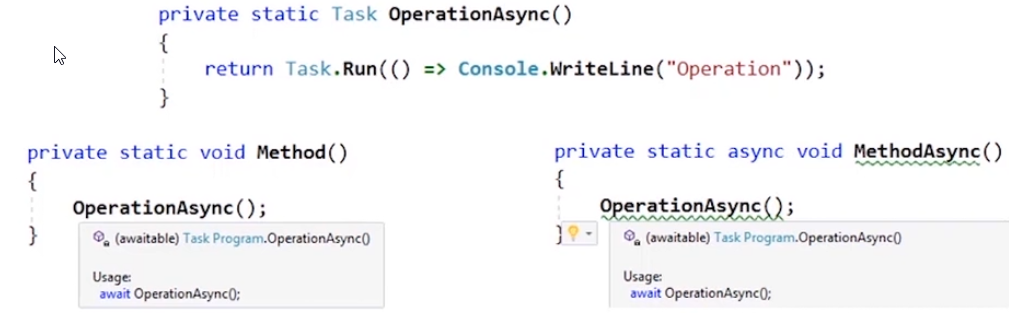 private static Task OperationAsync()
{
return Task.Run(() => Console.WriteLine("Operation"));
}
private static void Method()
{
OperationAsync();
}
(awaitable) Task Program.OperationAsync()
Usage:
await OperationAsync();
private static async void MethodAsync()
{
OperationAsync();
}
(awaitable) Task Program.OperationAsync()
Usage:
await OperationAsync();